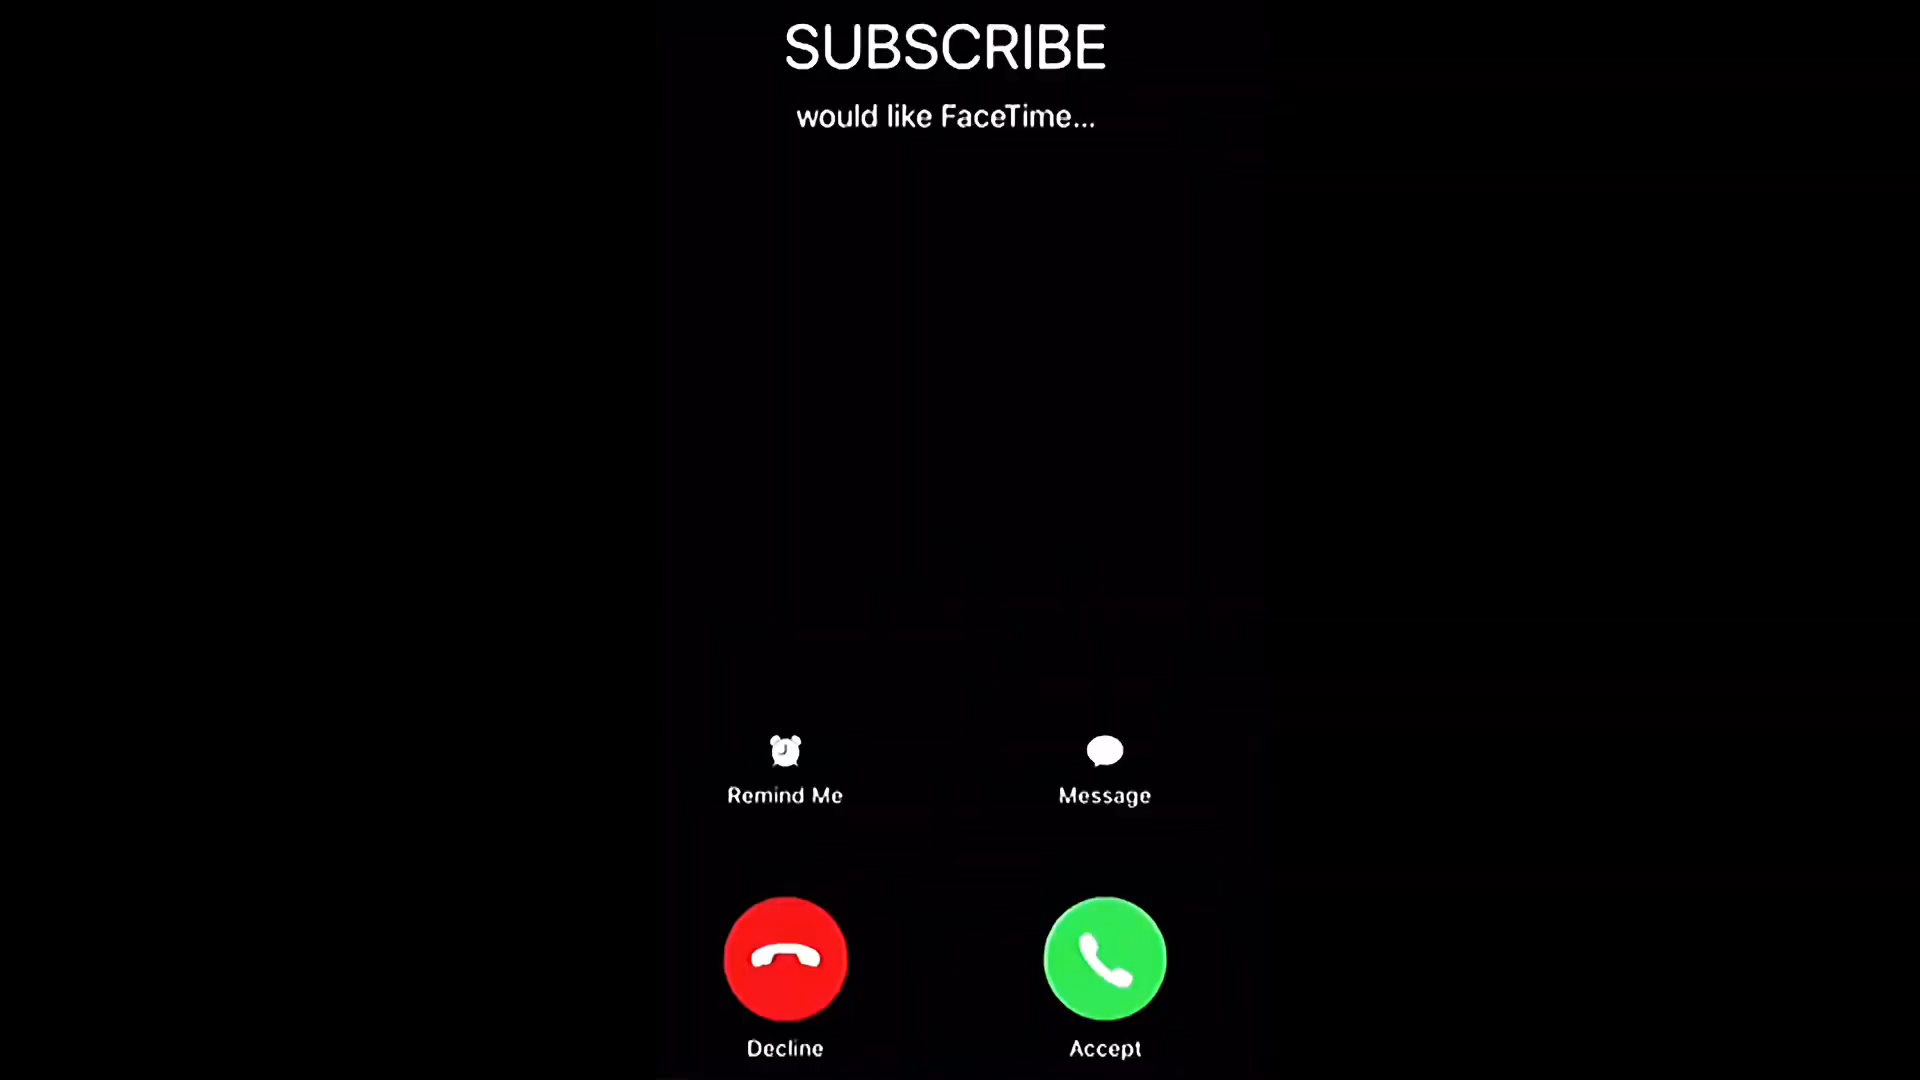 SUBSCRIBE
would like FaceTime...
Remind Me
Message
Decline
Accept